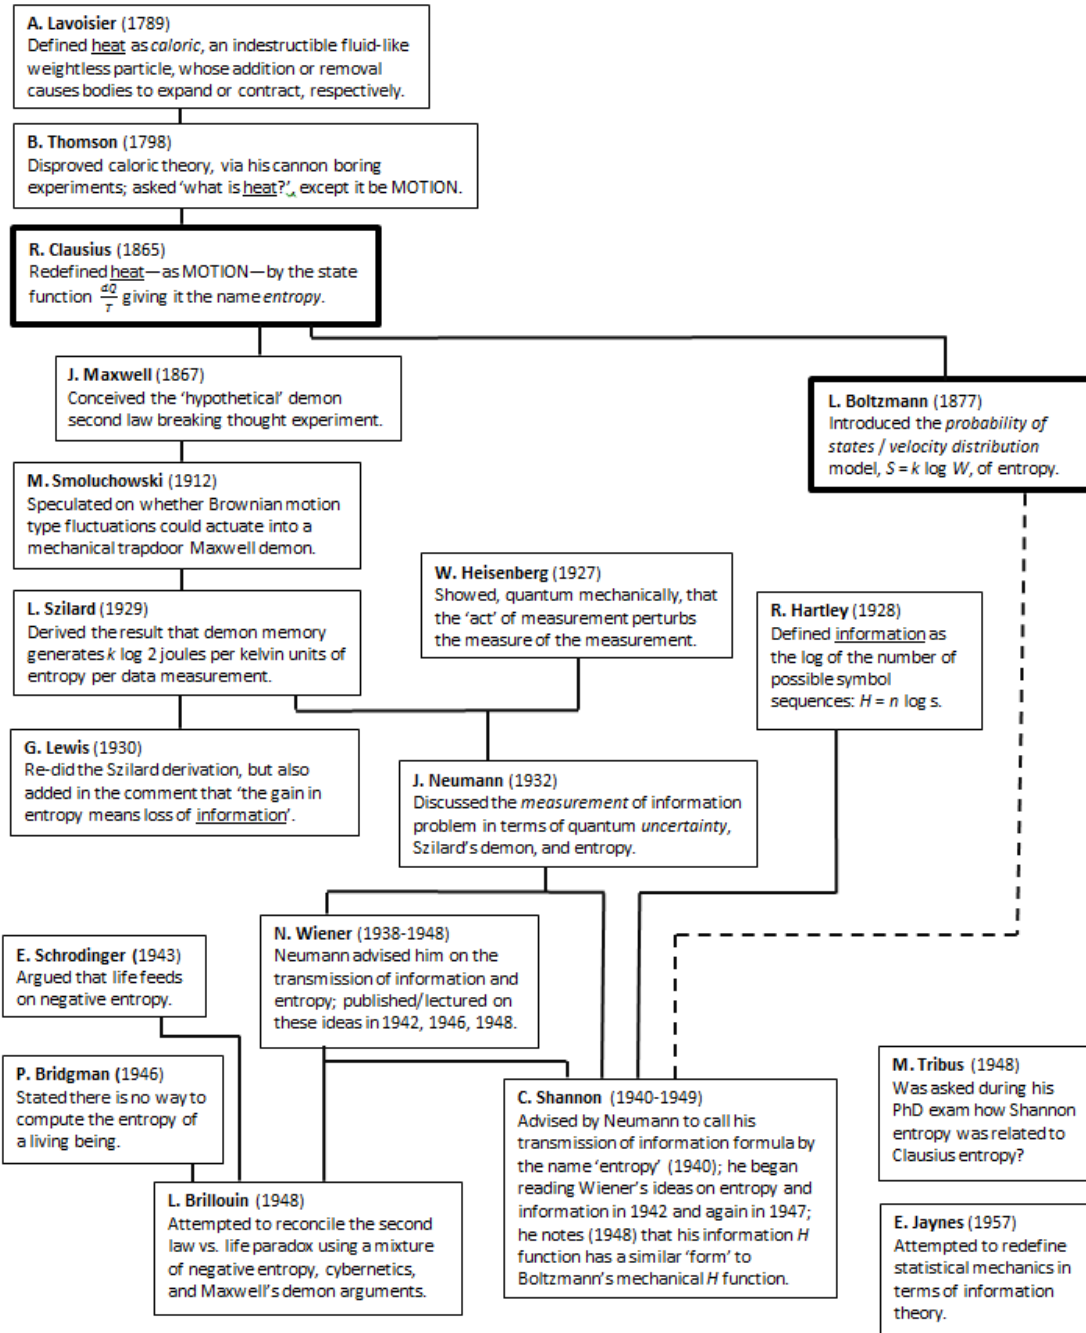 A. Lavoisier (1789)
Defined heat as caloric, an indestructible fluid-like
weightless particle, whose addition or removal
causes bodies to expand or contract, respectively.
B. Thomson (1798)
Disproved caloric theory, via his cannon boring
experiments; asked ‘what is heat?’, except it be MOTION.
R. Clausius (1865)
Redefined heat—as MOTION—by the state
function dQ/T giving it the name entropy.
J. Maxwell (1867)
Conceived the ‘hypothetical’ demon
second law breaking thought experiment.
L. Boltzmann (1877)
Introduced the probability of
states / velocity distribution
model, S = k log W, of entropy.
M. Smoluchowski (1912)
Speculated on whether Brownian motion
type fluctuations could actuate into a
mechanical trapdoor Maxwell demon.
W. Heisenberg (1927)
Showed, quantum mechanically, that
the ‘act’ of measurement perturbs
the measure of the measurement.
R. Hartley (1928)
Defined information as
the log of the number of
possible symbol
sequences: H = n log s.
L. Szilard (1929)
Derived the result that demon memory
generates k log 2 joules per kelvin units of
entropy per data measurement.
G. Lewis (1930)
Re-did the Szilard derivation, but also
added in the comment that ‘the gain in
entropy means loss of information’.
J. Neumann (1932)
Discussed the measurement of information
problem in terms of quantum uncertainty,
Szilard’s demon, and entropy.
N. Wiener (1938-1948)
Neumann advised him on the
transmission of information and
entropy; published/lectured on
these ideas in 1942, 1946, 1948.
E. Schrodinger (1943)
Argued that life feeds
on negative entropy.
P. Bridgman (1946)
Stated there is no way to
compute the entropy of
a living being.
C. Shannon (1940-1949)
Advised by Neumann to call his
transmission of information formula by
the name ‘entropy’ (1940); he began
reading Wiener’s ideas on entropy and
information in 1942 and again in 1947;
he notes (1948) that his information H
function has a similar ‘form’ to
Boltzmann’s mechanical H function.
M. Tribus (1948)
Was asked during his
PhD exam how Shannon
entropy was related to
Clausius entropy?
L. Brillouin (1948)
Attempted to reconcile the second
law vs. life paradox using a mixture
of negative entropy, cybernetics,
and Maxwell’s demon arguments.
E. Jaynes (1957)
Attempted to redefine
statistical mechanics in
terms of information
theory.